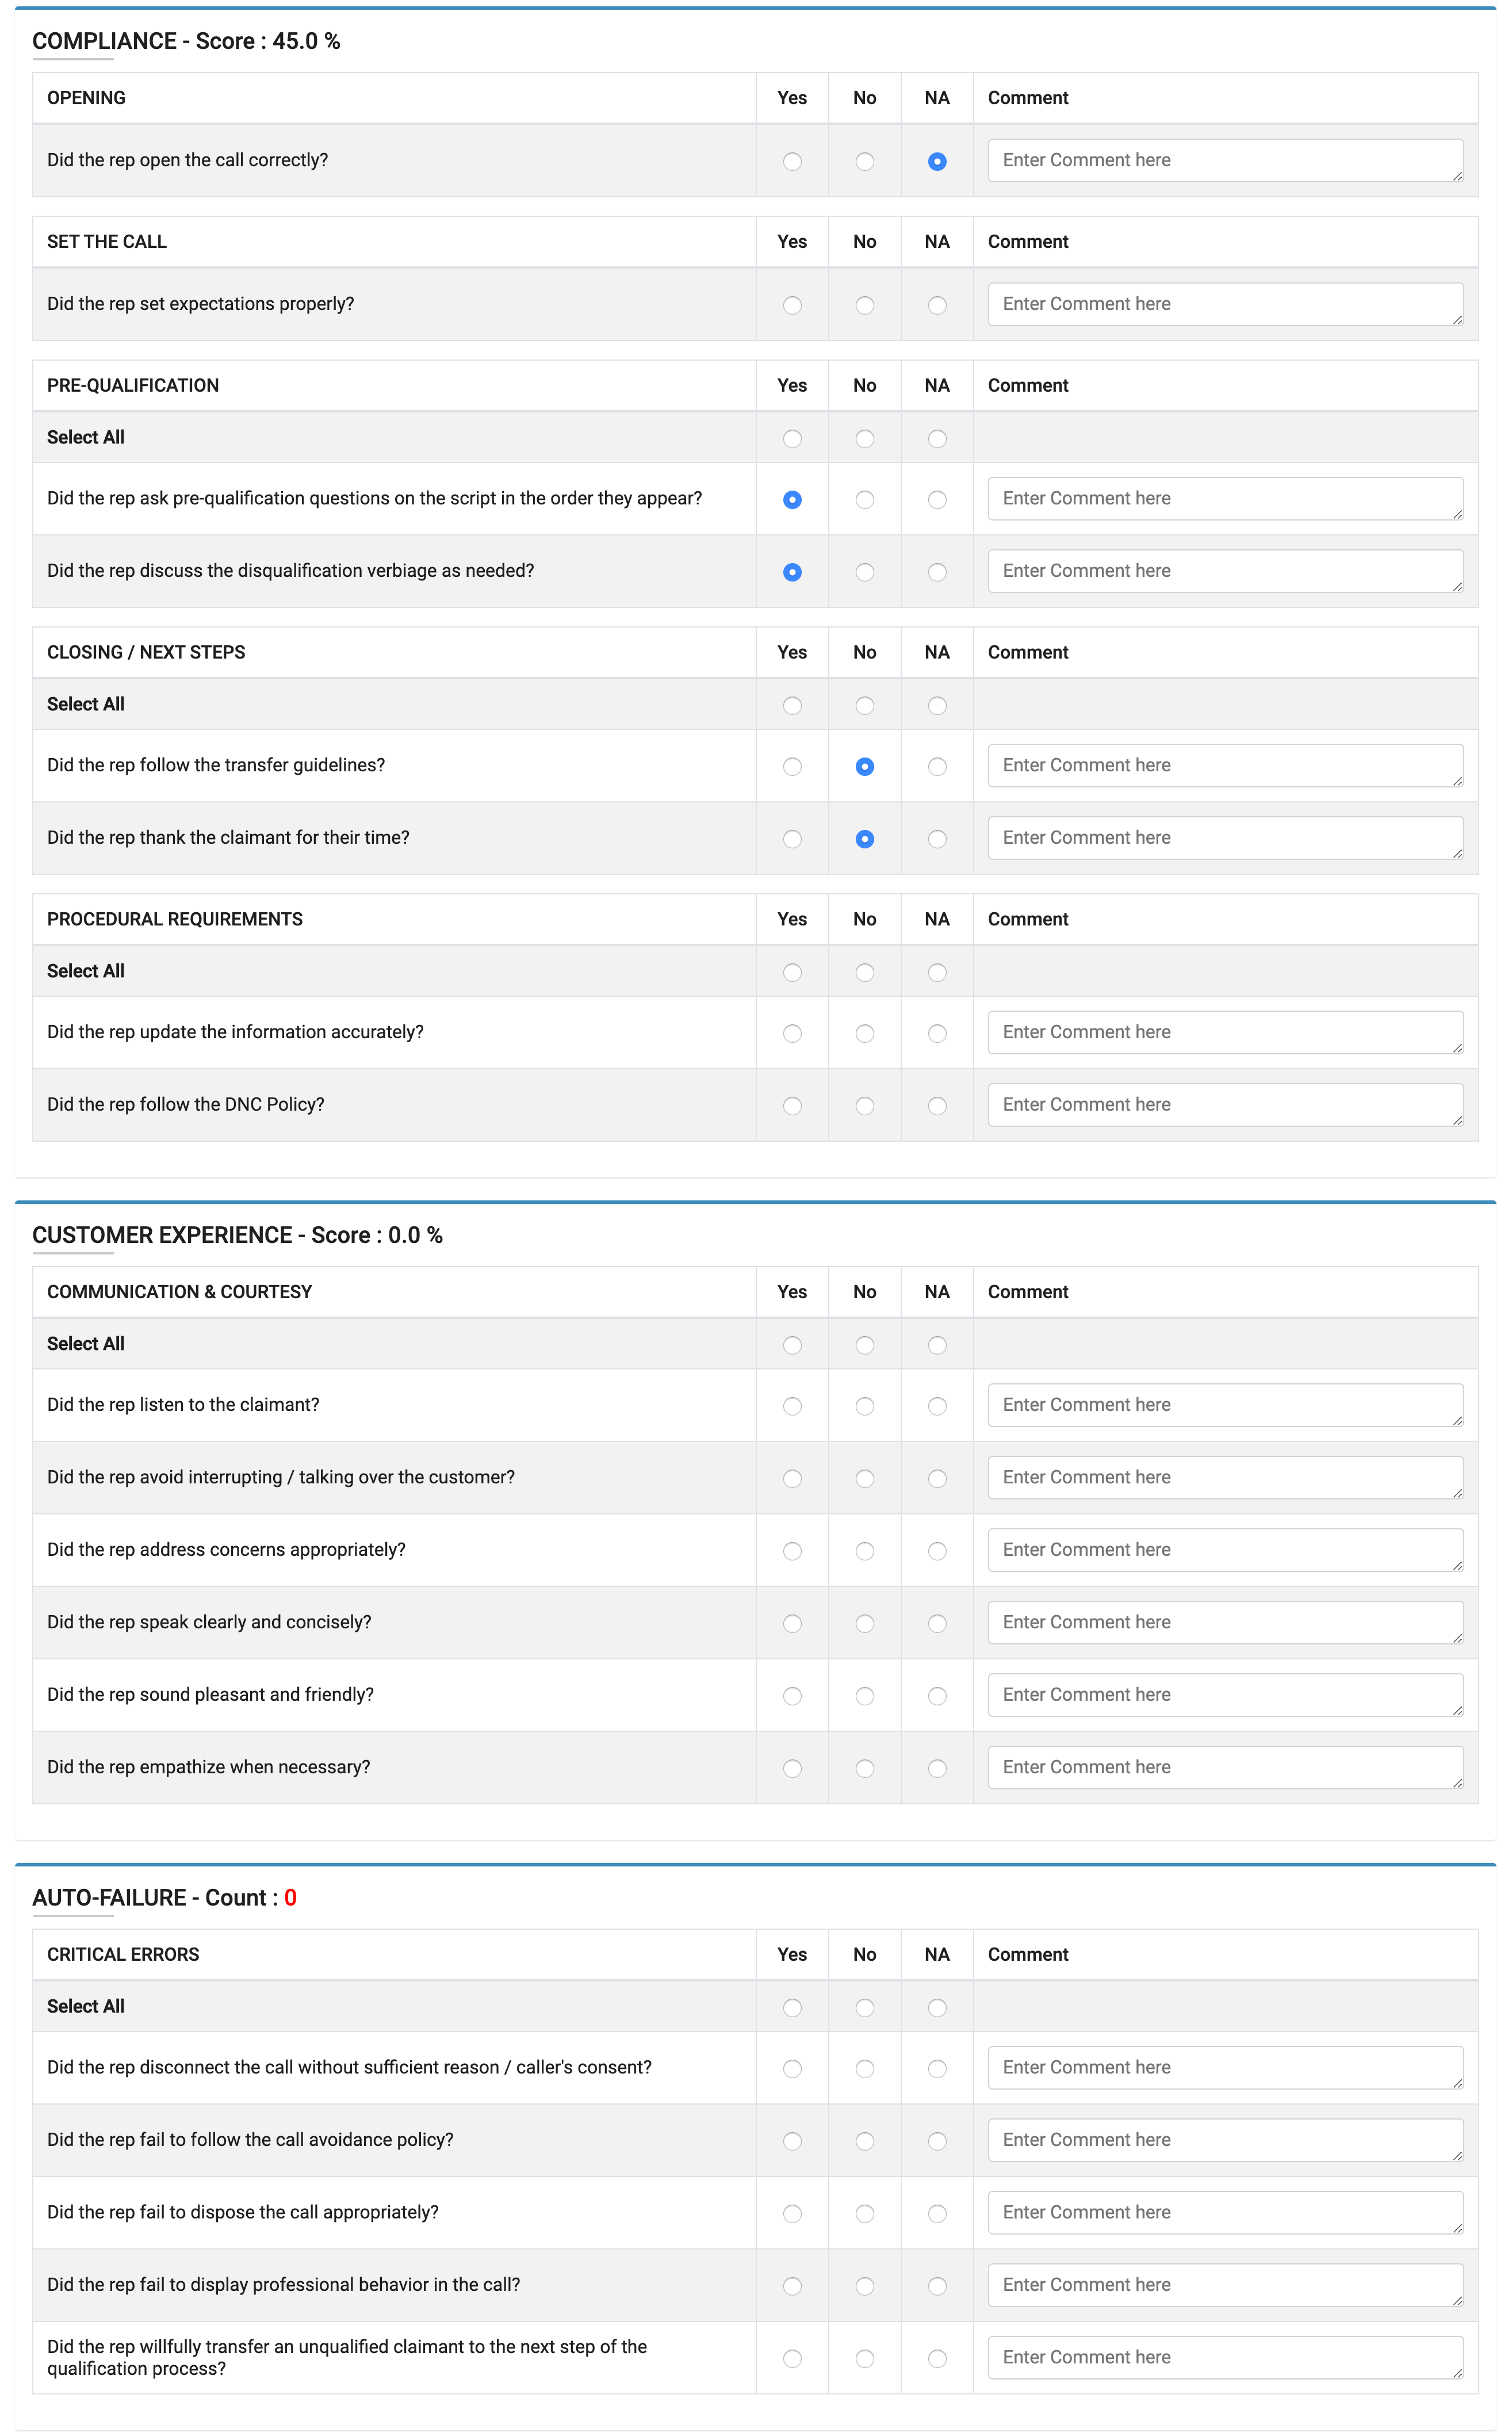 COMPLIANCE - Score : 45.0 %
OPENING Yes No NA Comment
Did the rep open the call correctly? Enter Comment here
SET THE CALL Yes No NA Comment
Did the rep set expectations properly? Enter Comment here
PRE-QUALIFICATION Yes No NA Comment
Select All
Did the rep ask pre-qualification questions on the script in the order they appear? Enter Comment here
Did the rep discuss the disqualification verbiage as needed? Enter Comment here
CLOSING / NEXT STEPS Yes No NA Comment
Select All
Did the rep follow the transfer guidelines? Enter Comment here
Did the rep thank the claimant for their time? Enter Comment here
PROCEDURAL REQUIREMENTS Yes No NA Comment
Select All
Did the rep update the information accurately? Enter Comment here
Did the rep follow the DNC Policy? Enter Comment here
CUSTOMER EXPERIENCE - Score : 0.0 %
COMMUNICATION & COURTESY Yes No NA Comment
Select All
Did the rep listen to the claimant? Enter Comment here
Did the rep avoid interrupting / talking over the customer? Enter Comment here
Did the rep address concerns appropriately? Enter Comment here
Did the rep speak clearly and concisely? Enter Comment here
Did the rep sound pleasant and friendly? Enter Comment here
Did the rep empathize when necessary? Enter Comment here
AUTO-FAILURE - Count : 0
CRITICAL ERRORS Yes No NA Comment
Select All
Did the rep disconnect the call without sufficient reason / caller's consent? Enter Comment here
Did the rep fail to follow the call avoidance policy? Enter Comment here
Did the rep fail to dispose the call appropriately? Enter Comment here
Did the rep fail to display professional behavior in the call? Enter Comment here
Did the rep willfully transfer an unqualified claimant to the next step of the
qualification process? Enter Comment here